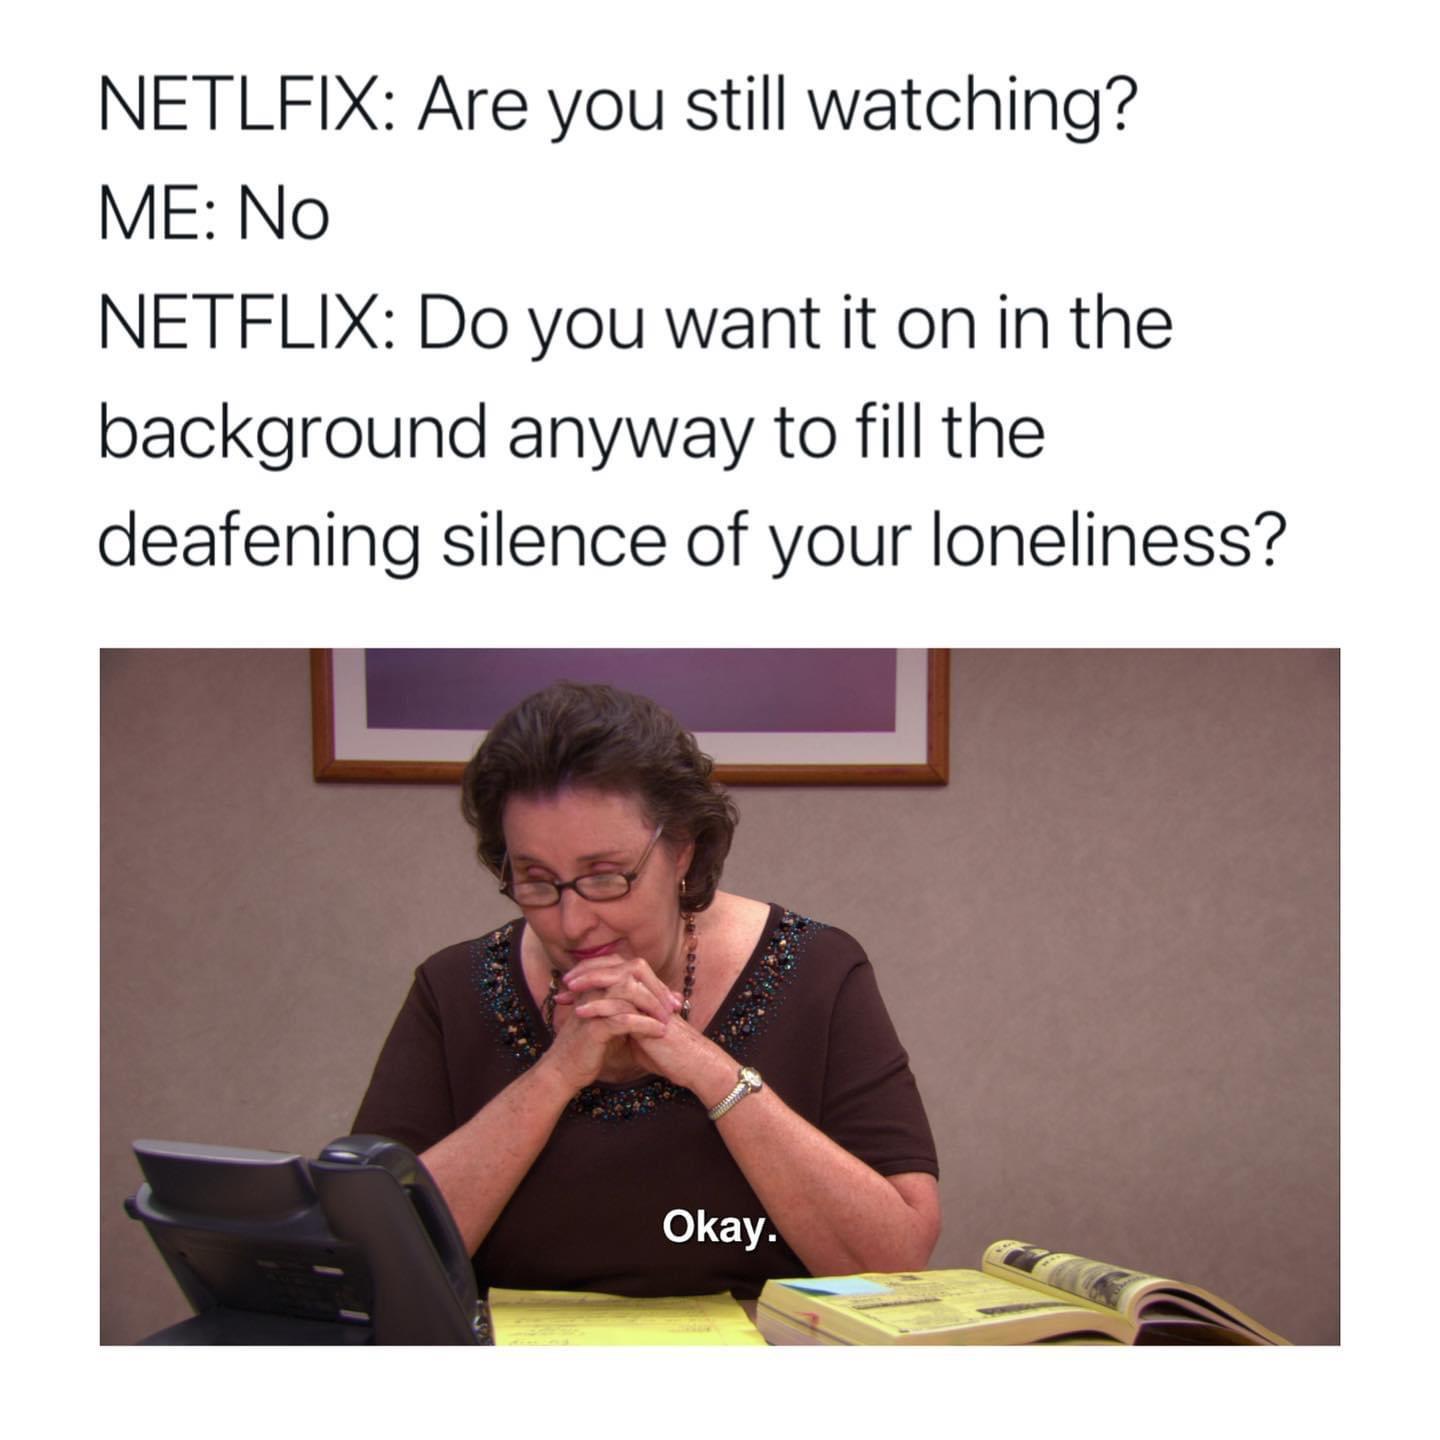 NETLFIX: Are you still watching?
ME: No
NETFLIX: Do you want it on in the
background anyway to fill the
deafening silence of your loneliness?
Okay.